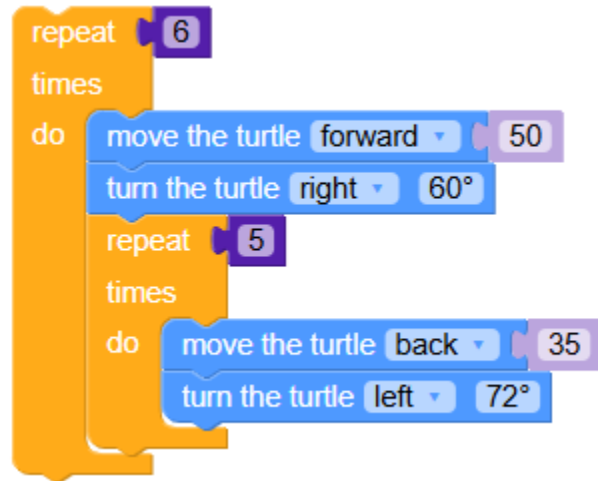 repeat 6
times
do move the turtle forward 50
turn the turtle right 60°
repeat 5
times
do move the turtle back 35
turn the turtle left 72°